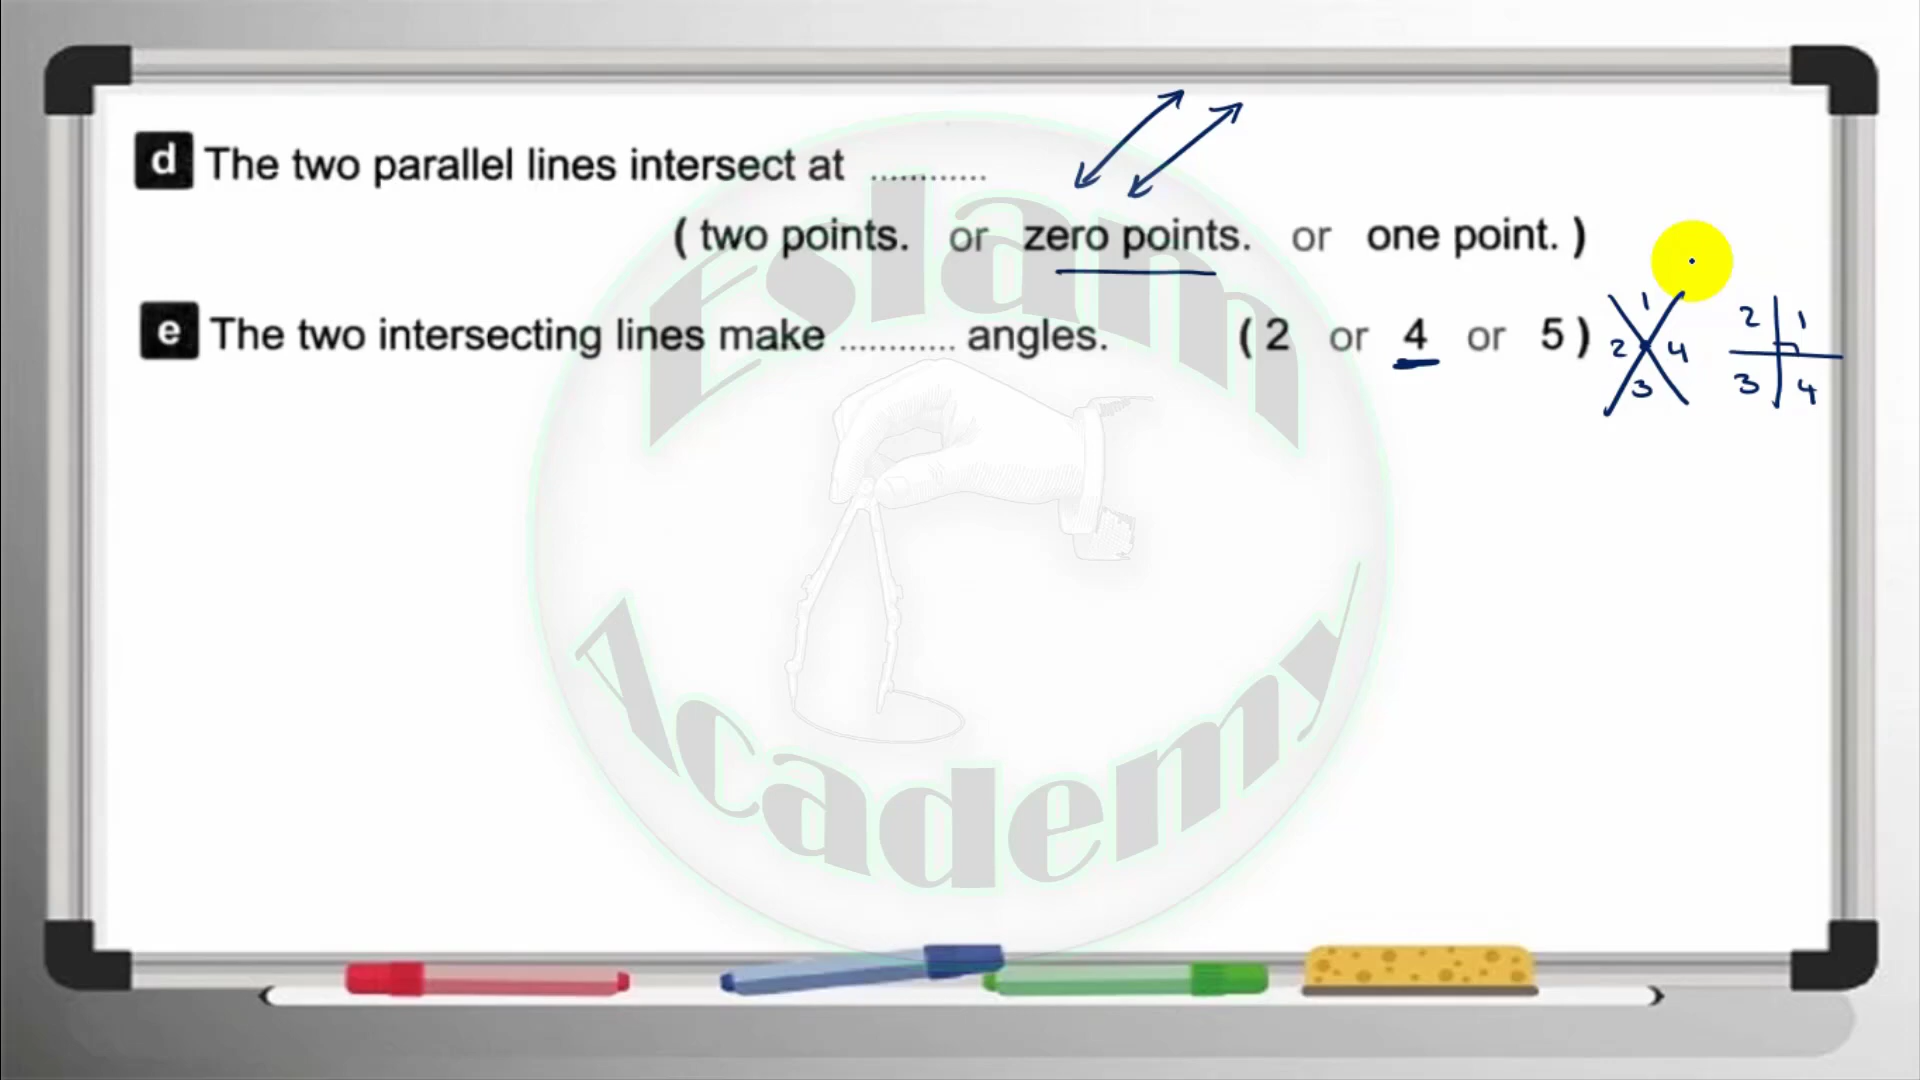 d The two parallel lines intersect at ............
( two points. or zero points. or one point. )
e The two intersecting lines make ............ angles. ( 2 or 4 or 5 )
1
2 4
3
2 1
3 4
Eslam
Academy